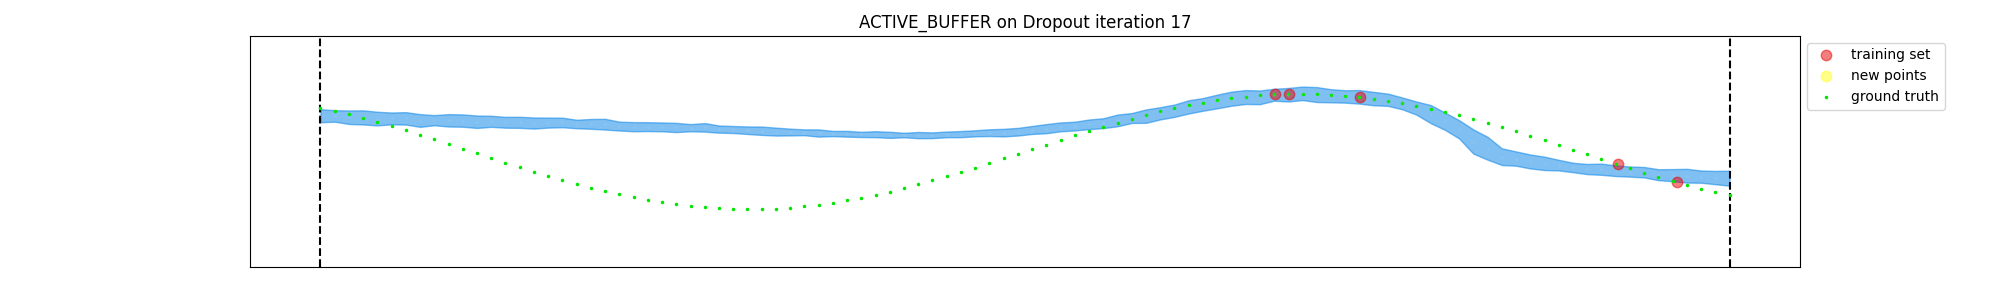 ACTIVE_BUFFER on Dropout iteration 17
training set
new points
ground truth